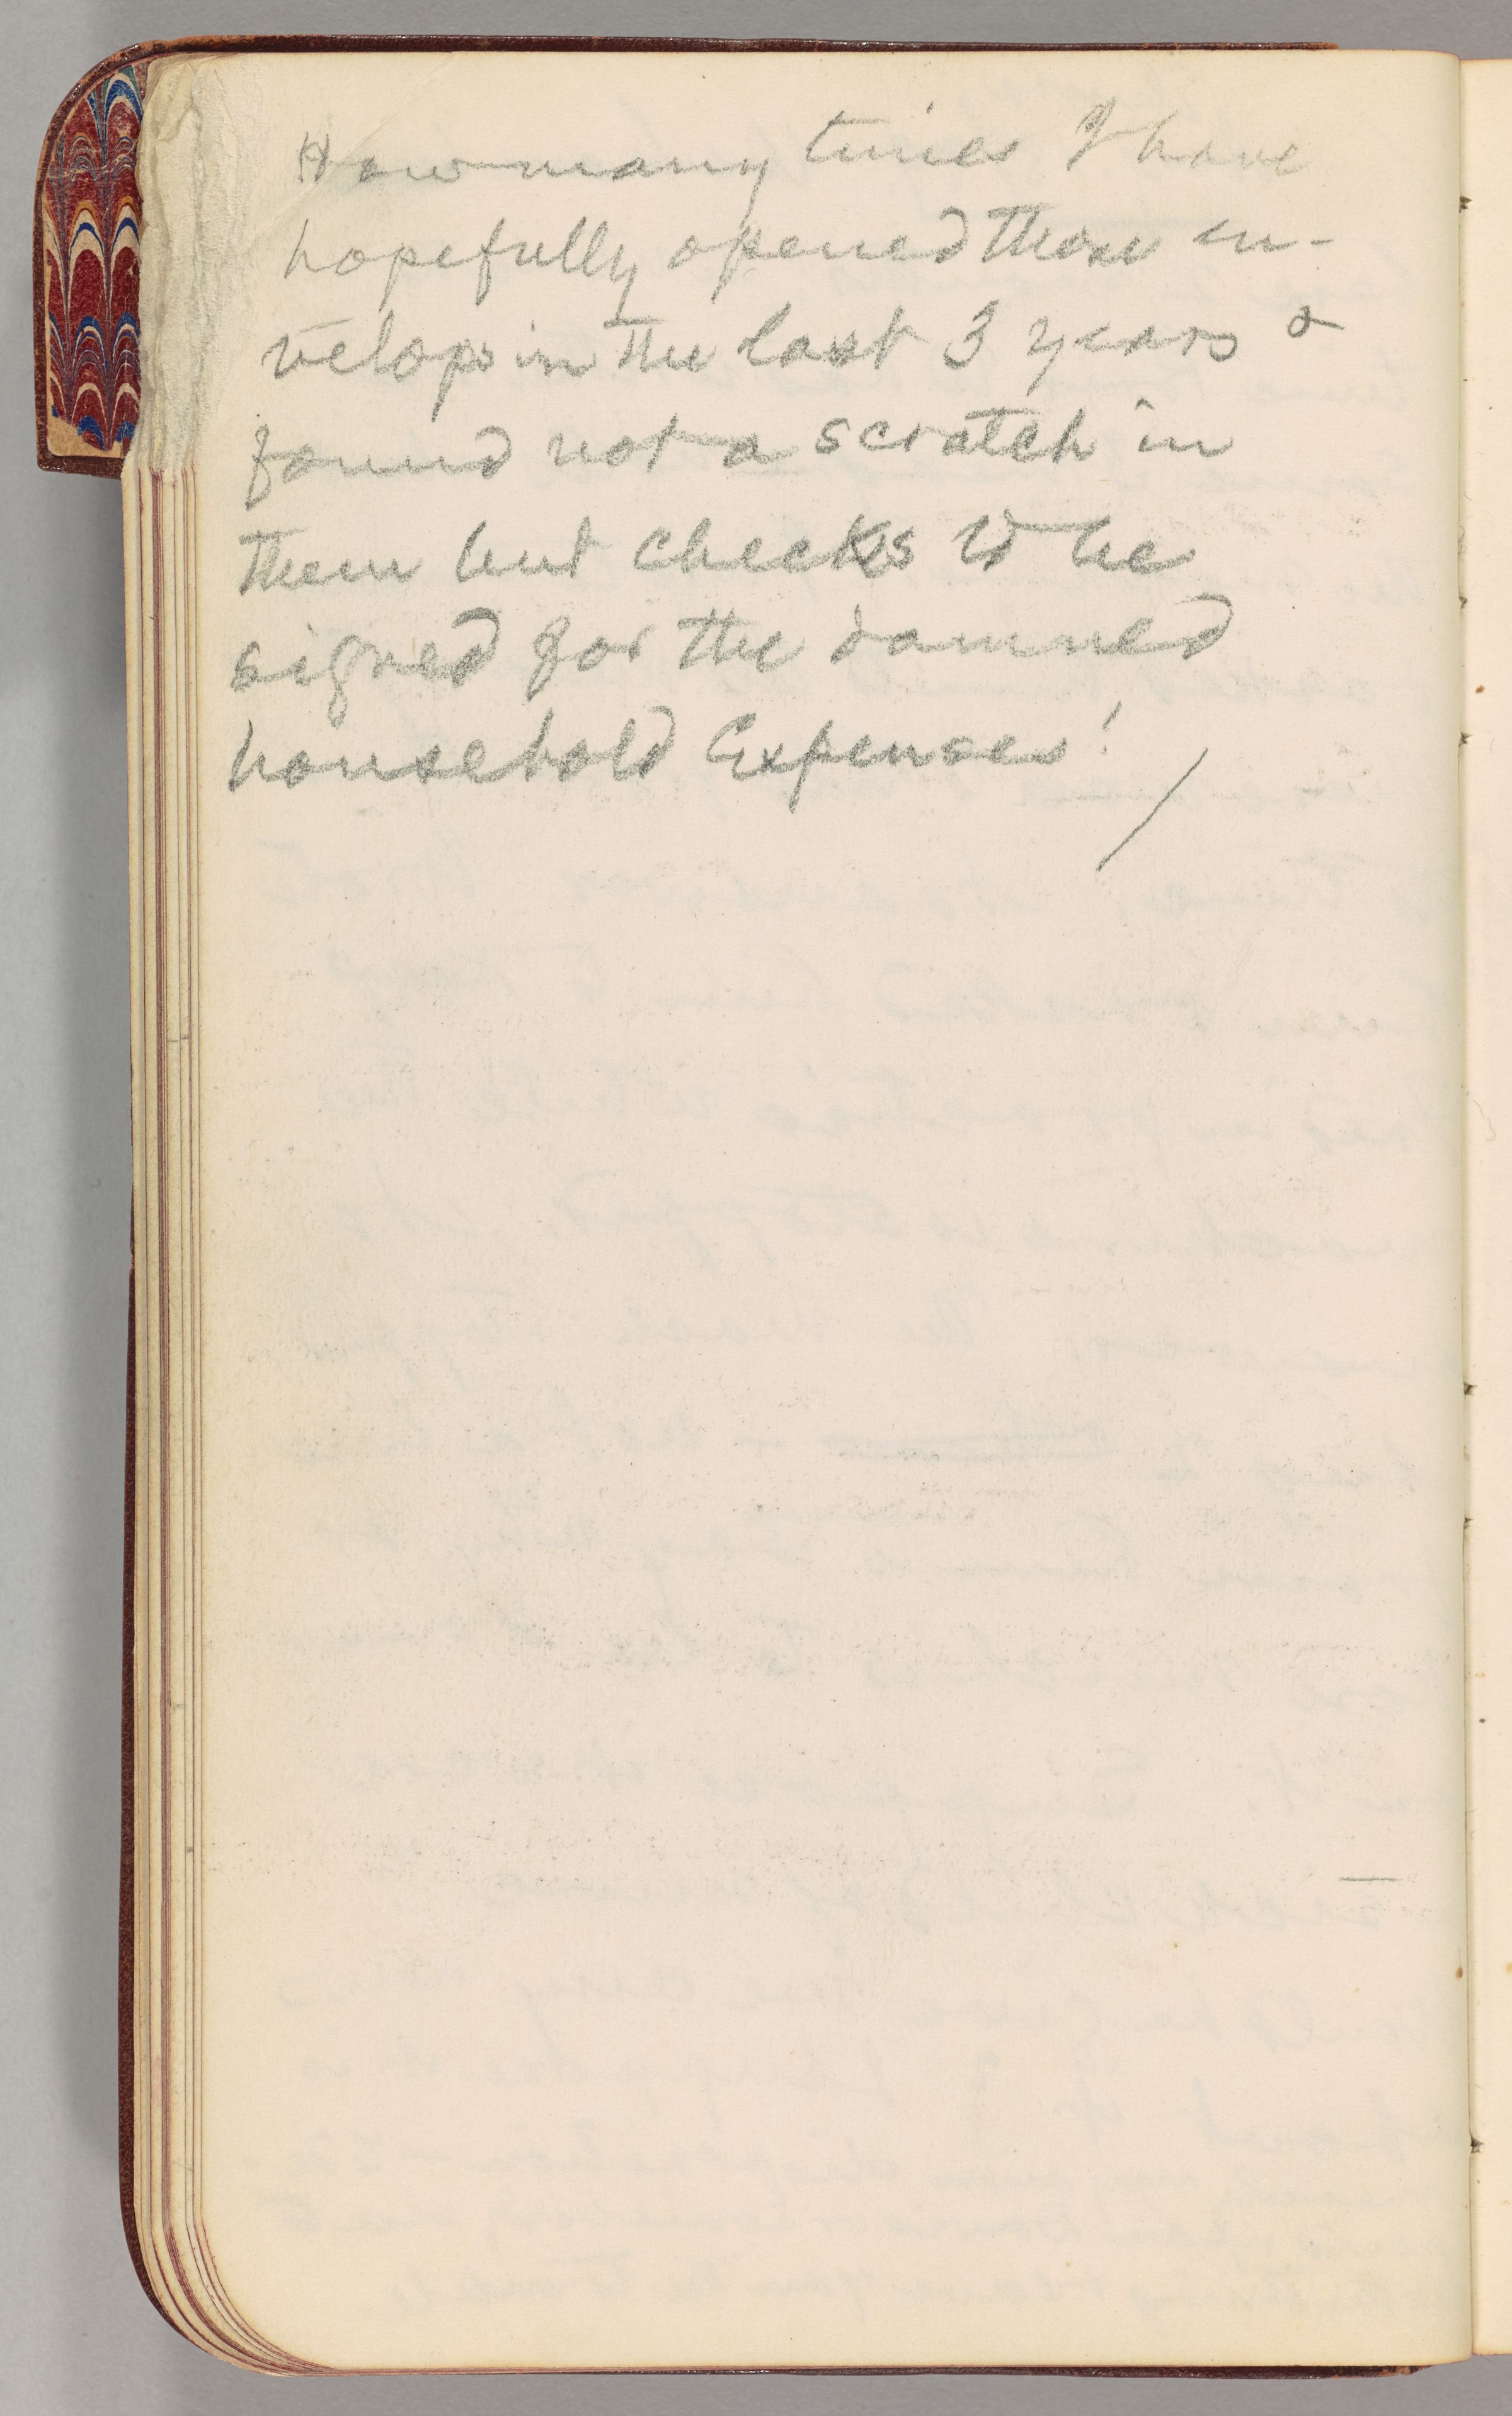 How many times I have
hopefully opened those en-
velops in the last 3 years &
found not a scratch in
them but checks to be
signed for the damned
household Expenses!